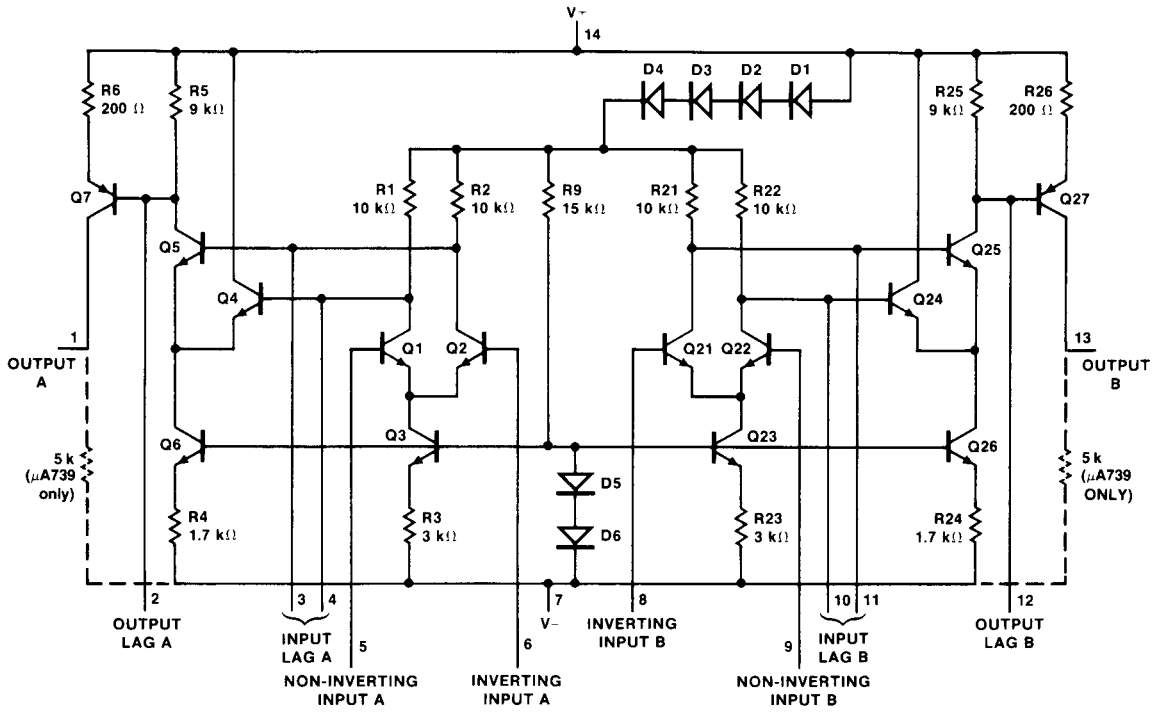 V+
14
D4 D3 D2 D1
R6
200 Ω
R5
9 kΩ
R25
9 kΩ
R26
200 Ω
Q7
R1
10 kΩ
R2
10 kΩ
R9
15 kΩ
R21
10 kΩ
R22
10 kΩ
Q27
Q5
Q25
Q4
Q24
1
OUTPUT
A
Q1
Q2
Q21
Q22
13
OUTPUT
B
Q6
Q3
Q23
Q26
5 k
(μA739
only)
D5
5 k
(μA739
ONLY)
R4
1.7 kΩ
R3
3 kΩ
D6
R23
3 kΩ
R24
1.7 kΩ
2
OUTPUT
LAG A
3 4
INPUT
LAG A
5
NON-INVERTING
INPUT A
6
INVERTING
INPUT A
7
V−
8
INVERTING
INPUT B
9
NON-INVERTING
INPUT B
10 11
INPUT
LAG B
12
OUTPUT
LAG B